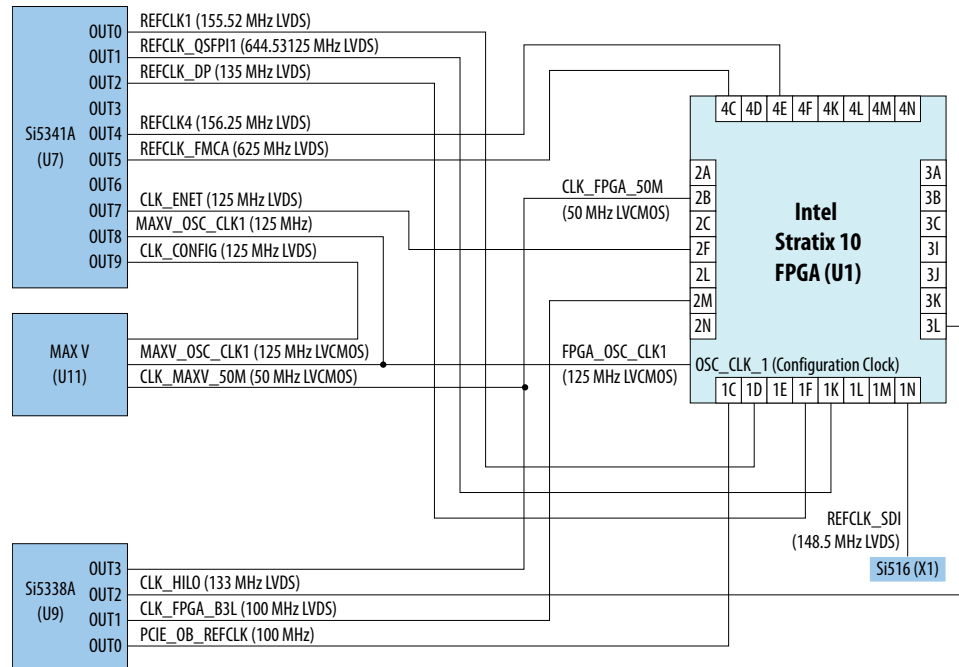 Si5341A
(U7)
OUT0
OUT1
OUT2
OUT3
OUT4
OUT5
OUT6
OUT7
OUT8
OUT9
REFCLK1 (155.52 MHz LVDS)
REFCLK_QSFPI1 (644.53125 MHz LVDS)
REFCLK_DP (135 MHz LVDS)
REFCLK4 (156.25 MHz LVDS)
REFCLK_FMCA (625 MHz LVDS)
CLK_ENET (125 MHz LVDS)
MAXV_OSC_CLK1 (125 MHz)
CLK_CONFIG (125 MHz LVDS)
MAX V
(U11)
MAXV_OSC_CLK1 (125 MHz LVCMOS)
CLK_MAXV_50M (50 MHz LVCMOS)
CLK_FPGA_50M
(50 MHz LVCMOS)
FPGA_OSC_CLK1
(125 MHz LVCMOS)
4C 4D 4E 4F 4K 4L 4M 4N
2A
2B
2C
2F
2L
2M
2N
Intel
Stratix 10
FPGA (U1)
3A
3B
3C
3I
3J
3K
3L
OSC_CLK_1 (Configuration Clock)
1C 1D 1E 1F 1K 1L 1M 1N
REFCLK_SDI
(148.5 MHz LVDS)
Si516 (X1)
Si5338A
(U9)
OUT3
OUT2
OUT1
OUT0
CLK_HILO (133 MHz LVDS)
CLK_FPGA_B3L (100 MHz LVDS)
PCIE_OB_REFCLK (100 MHz)